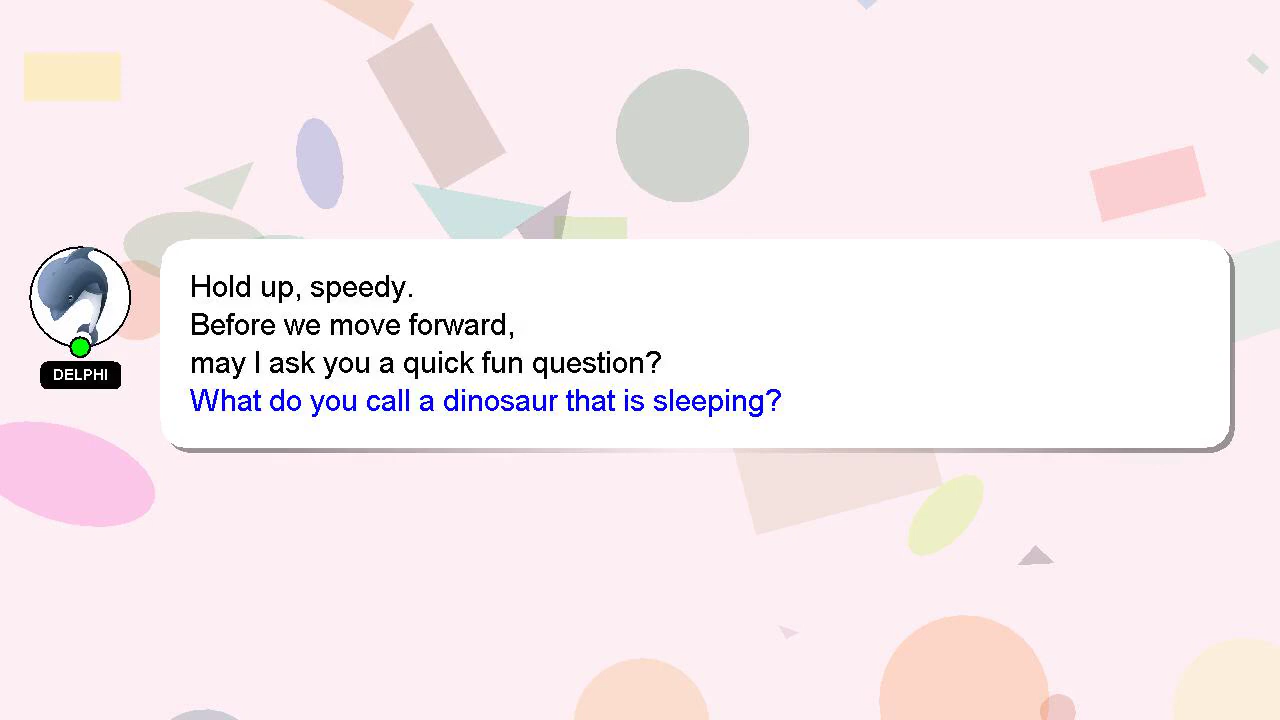 Hold up, speedy.
Before we move forward,
may I ask you a quick fun question?
What do you call a dinosaur that is sleeping?
DELPHI